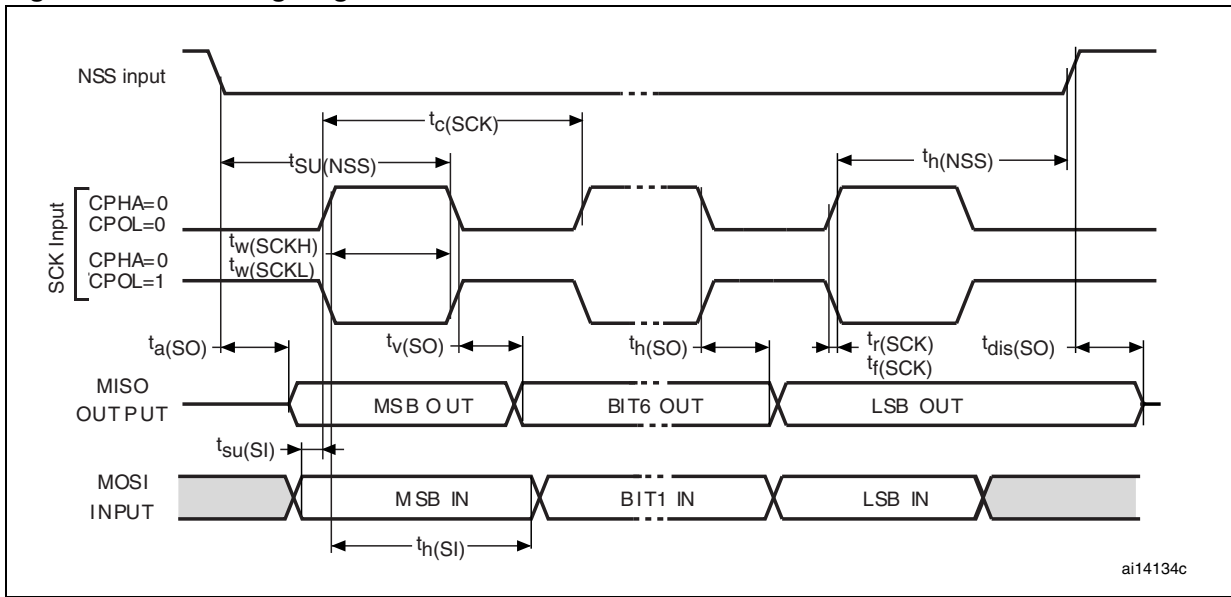 NSS input
tc(SCK)
tSU(NSS)
th(NSS)
SCK Input
CPHA=0
CPOL=0
tw(SCKH)
tw(SCKL)
CPHA=0
CPOL=1
ta(SO)
tv(SO)
th(SO)
tr(SCK)
tf(SCK)
tdis(SO)
MISO
OUTPUT
MSB OUT
BIT6 OUT
LSB OUT
tsu(SI)
MOSI
INPUT
MSB IN
BIT1 IN
LSB IN
th(SI)
ai14134c